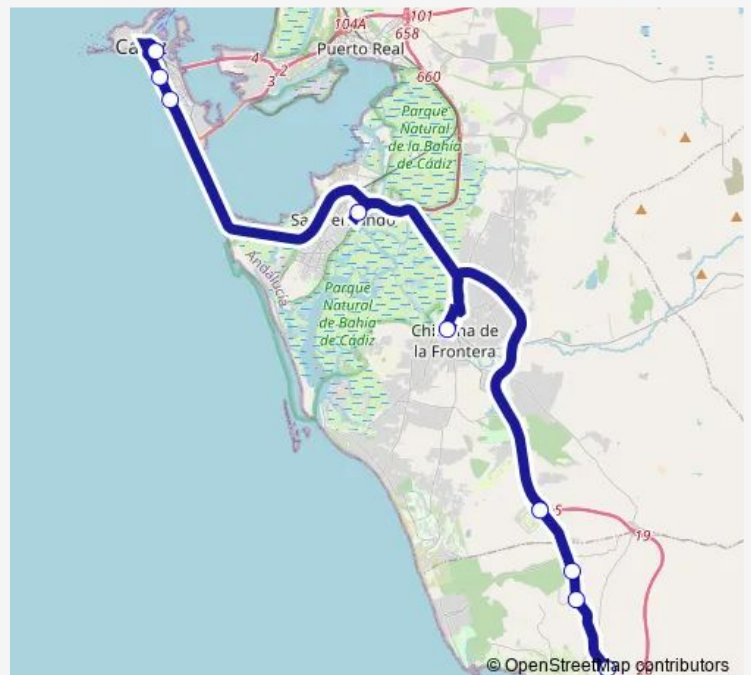 101
104A
658
Puerto Real
4
2
3
660
Parque
Natural
de la Bahía
de Cádiz
Andalucía
Parque
Natural
de Bahía
de Cádiz
de
la Frontera
5
19
© OpenStreetMap contributors